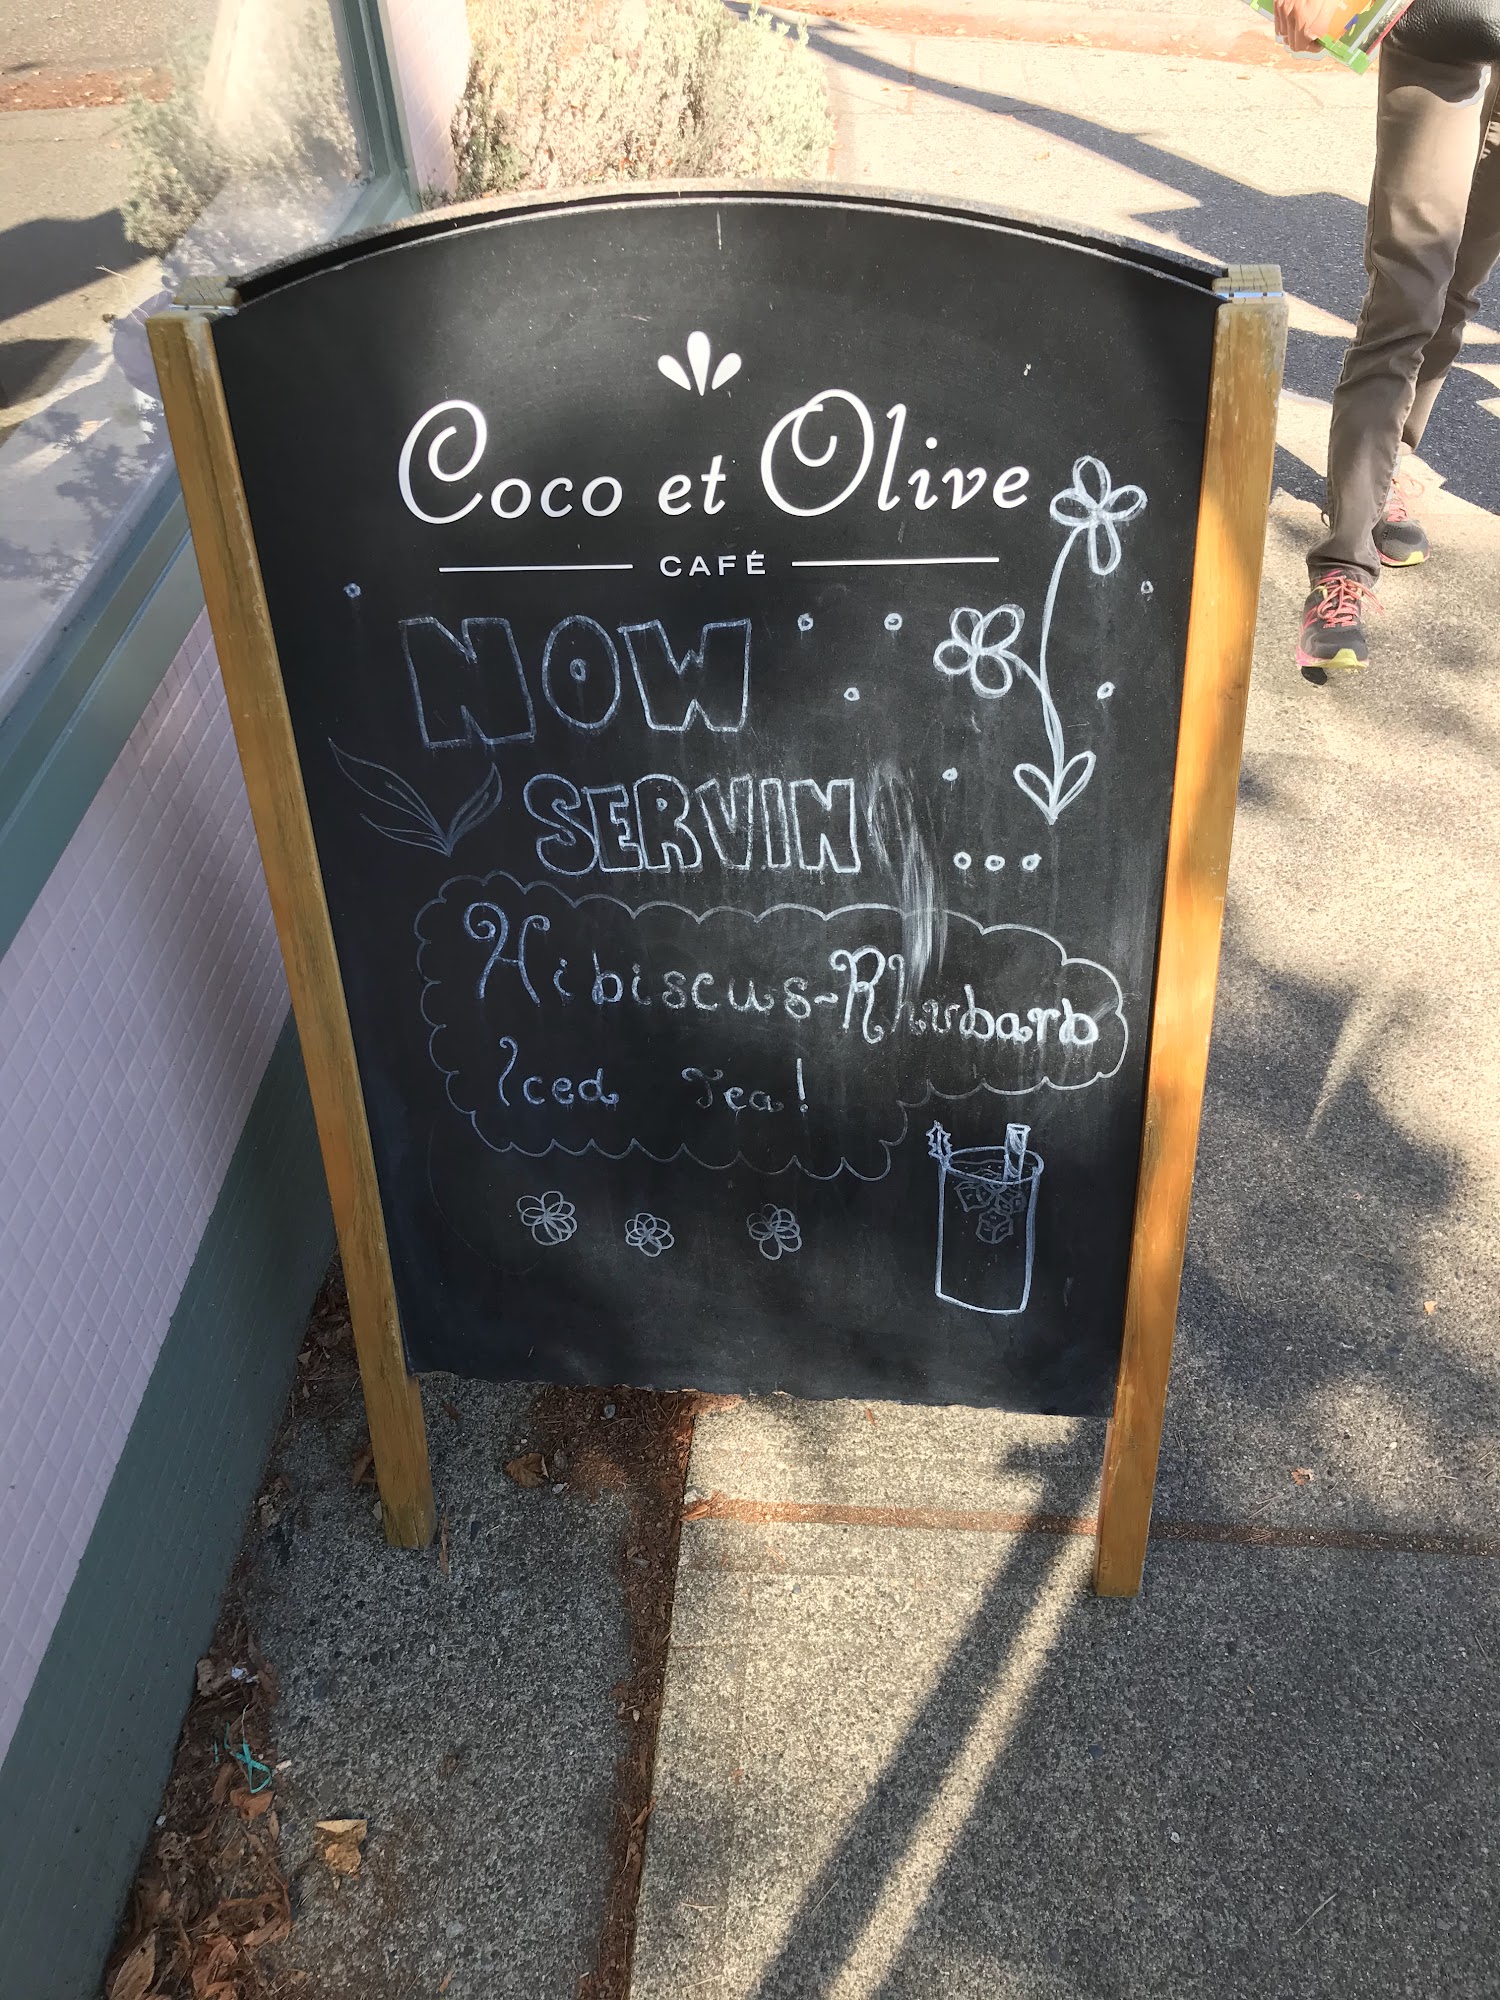 Coco et Olive
CAFÉ
NOW
SERVIN ...
Hibiscus-Rhubarb
Iced Tea!